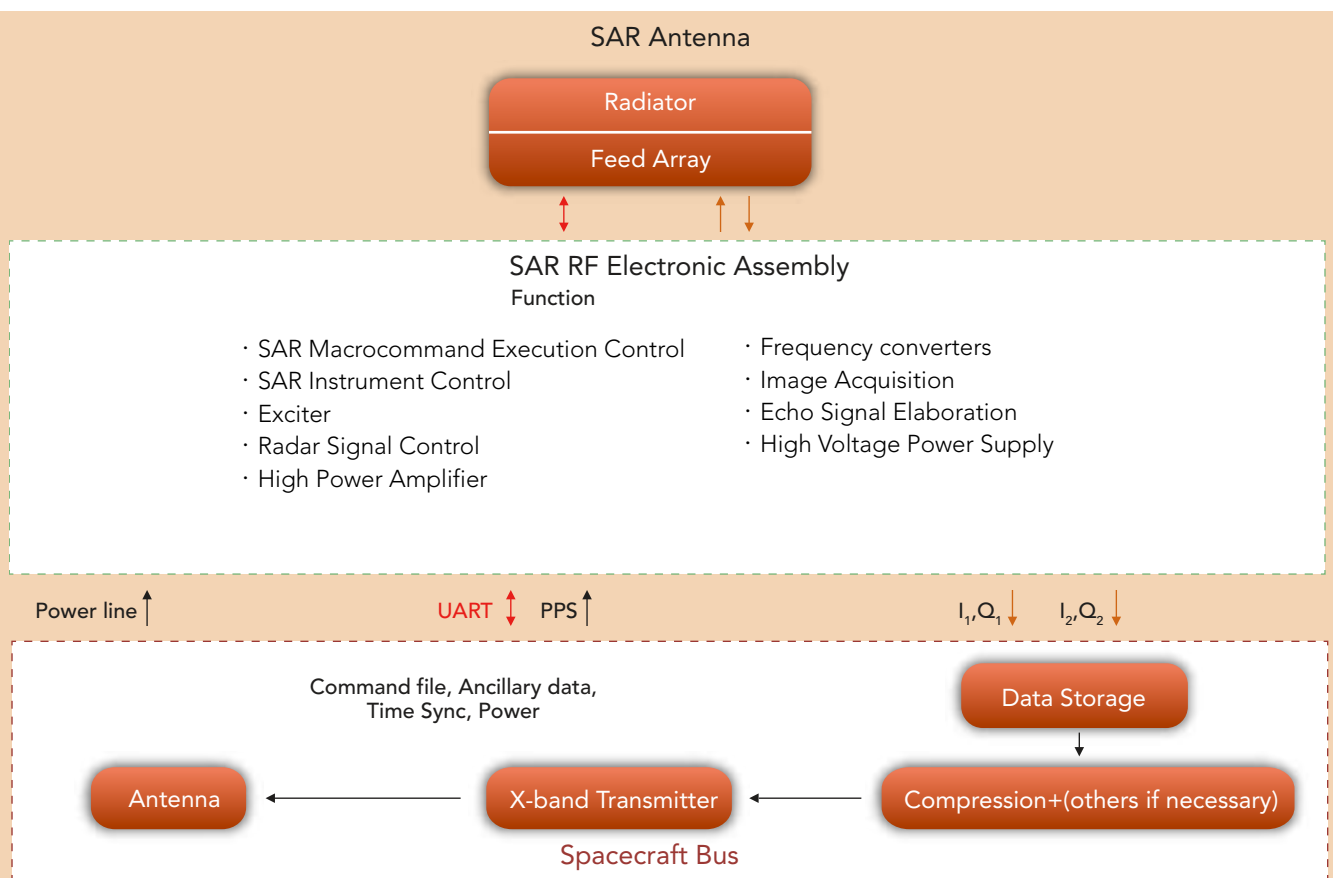 SAR Antenna
Radiator
Feed Array
SAR RF Electronic Assembly
Function
· SAR Macrocommand Execution Control
· SAR Instrument Control
· Exciter
· Radar Signal Control
· High Power Amplifier
· Frequency converters
· Image Acquisition
· Echo Signal Elaboration
· High Voltage Power Supply
Power line
UART
PPS
I₁,Q₁
I₂,Q₂
Command file, Ancillary data,
Time Sync, Power
Data Storage
Antenna
X-band Transmitter
Compression+(others if necessary)
Spacecraft Bus